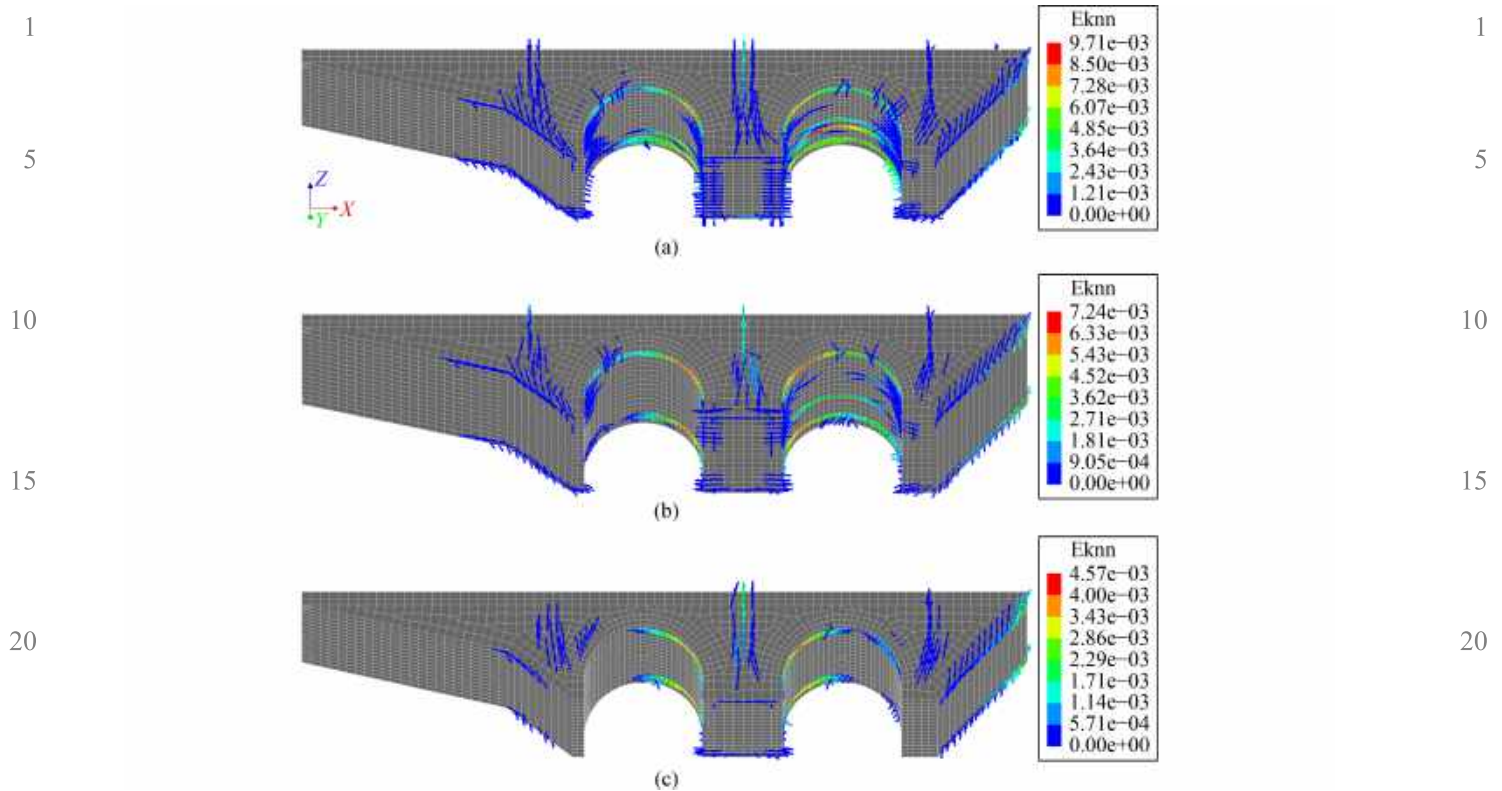 1
1
Eknn
9.71e−03
8.50e−03
7.28e−03
6.07e−03
4.85e−03
3.64e−03
2.43e−03
1.21e−03
0.00e+00
5
5
Z
X
Y
(a)
Eknn
7.24e−03
6.33e−03
5.43e−03
4.52e−03
3.62e−03
2.71e−03
1.81e−03
9.05e−04
0.00e+00
10
10
15
15
(b)
Eknn
4.57e−03
4.00e−03
3.43e−03
2.86e−03
2.29e−03
1.71e−03
1.14e−03
5.71e−04
0.00e+00
20
20
(c)